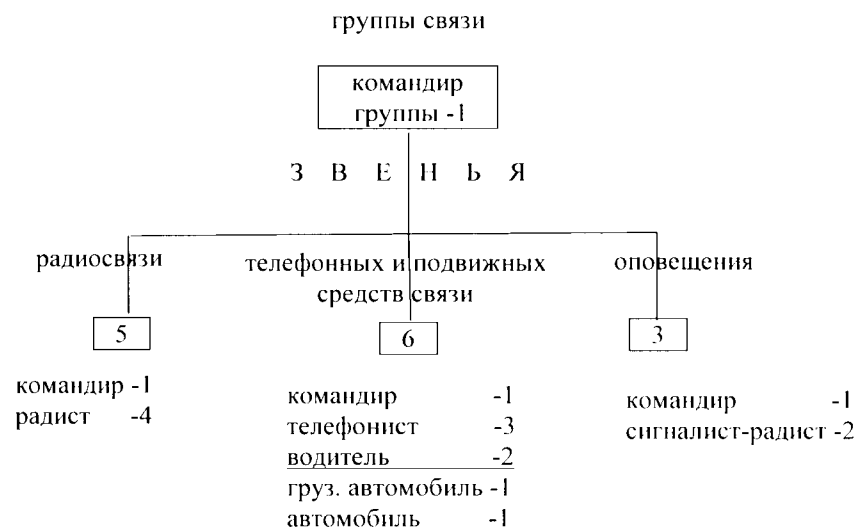 группы связи
командир
группы -1
З В Е Н Ь Я
радиосвязи
телефонных и подвижных
средств связи
оповещения
5
6
3
командир -1
радист -4
командир -1
телефонист -3
водитель -2
груз. автомобиль -1
автомобиль -1
командир -1
сигналист-радист -2